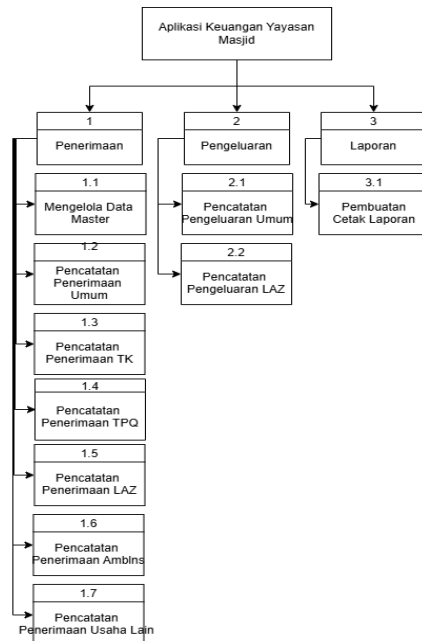 Aplikasi Keuangan Yayasan
Masjid
1
Penerimaan
1.1
Mengelola Data
Master
1.2
Pencatatan
Penerimaan
Umum
1.3
Pencatatan
Penerimaan TK
1.4
Pencatatan
Penerimaan TPQ
1.5
Pencatatan
Penerimaan LAZ
1.6
Pencatatan
Penerimaan Amblns
1.7
Pencatatan
Penerimaan Usaha Lain
2
Pengeluaran
2.1
Pencatatan
Pengeluaran Umum
2.2
Pencatatan
Pengeluaran LAZ
3
Laporan
3.1
Pembuatan
Cetak Laporan